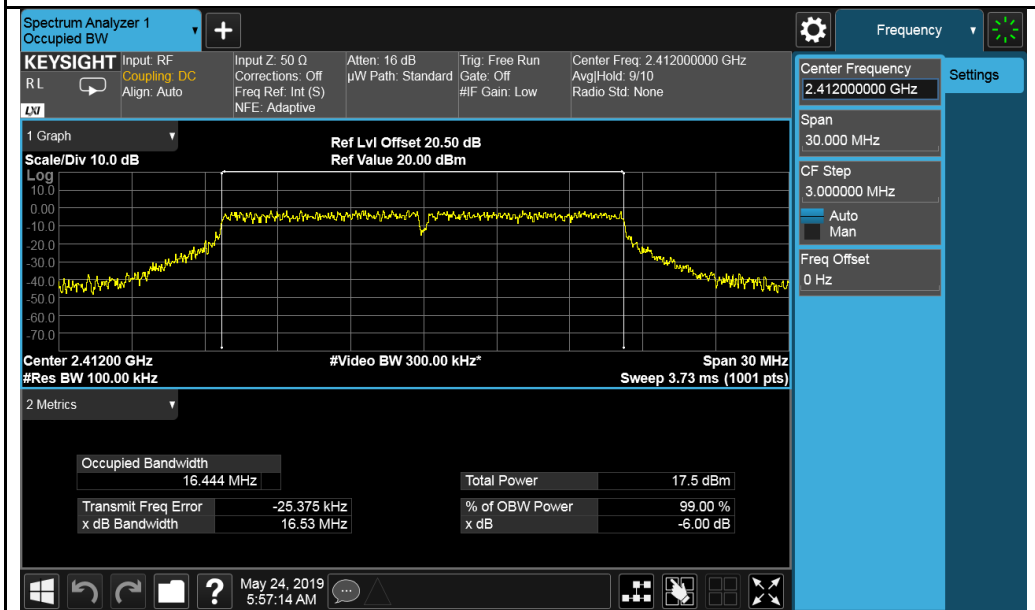 Spectrum Analyzer 1
Occupied BW
Frequency
KEYSIGHT
RL
LXI
Input: RF
Coupling: DC
Align: Auto
Input Z: 50 Ω
Corrections: Off
Freq Ref: Int (S)
NFE: Adaptive
Atten: 16 dB
µW Path: Standard
Trig: Free Run
Gate: Off
#IF Gain: Low
Center Freq: 2.412000000 GHz
Avg|Hold: 9/10
Radio Std: None
Center Frequency
2.412000000 GHz
Settings
Span
30.000 MHz
CF Step
3.000000 MHz
Auto
Man
Freq Offset
0 Hz
1 Graph
Scale/Div 10.0 dB
Ref Lvl Offset 20.50 dB
Ref Value 20.00 dBm
Log
10.0
0.00
-10.0
-20.0
-30.0
-40.0
-50.0
-60.0
-70.0
Center 2.41200 GHz
#Video BW 300.00 kHz*
Span 30 MHz
#Res BW 100.00 kHz
Sweep 3.73 ms (1001 pts)
2 Metrics
Occupied Bandwidth
16.444 MHz
Total Power 17.5 dBm
Transmit Freq Error -25.375 kHz
% of OBW Power 99.00 %
x dB Bandwidth 16.53 MHz
x dB -6.00 dB
?
May 24, 2019
5:57:14 AM